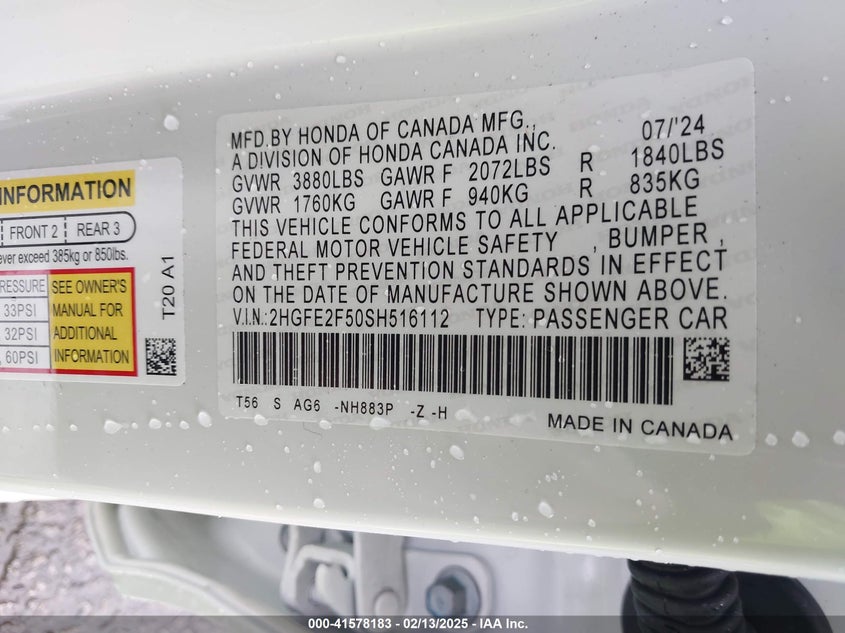 MFD.BY HONDA OF CANADA MFG., 07/'24
A DIVISION OF HONDA CANADA INC.
GVWR 3880LBS GAWR F 2072LBS R 1840LBS
GVWR 1760KG GAWR F 940KG R 835KG
THIS VEHICLE CONFORMS TO ALL APPLICABLE
FEDERAL MOTOR VEHICLE SAFETY , BUMPER ,
AND THEFT PREVENTION STANDARDS IN EFFECT
ON THE DATE OF MANUFACTURE SHOWN ABOVE.
V.I.N.:2HGFE2F50SH516112 TYPE: PASSENGER CAR
T56 S AG6 -NH883P -Z -H
MADE IN CANADA
INFORMATION
FRONT 2 REAR 3
ever exceed 385kg or 850lbs.
RESSURE SEE OWNER'S
33PSI MANUAL FOR
32PSI ADDITIONAL
, 60PSI INFORMATION
T20 A1
000-41578183 - 02/13/2025 - IAA Inc.